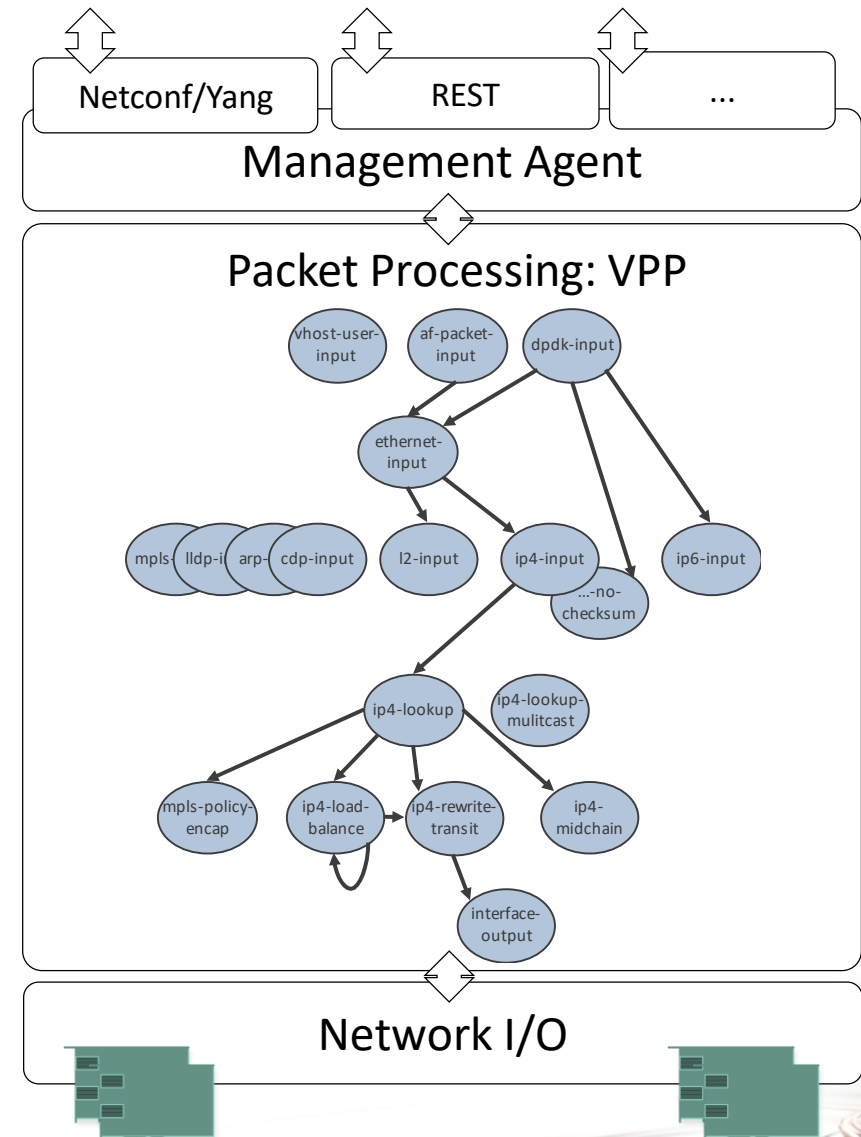 Netconf/Yang
REST
...
Management Agent
Packet Processing: VPP
vhost-user-
input
af-packet-
input
dpdk-input
ethernet-
input
mpls-
lldp-i
arp-
cdp-input
l2-input
ip4-input
ip6-input
...-no-
checksum
ip4-lookup
ip4-lookup-
mulitcast
mpls-policy-
encap
ip4-load-
balance
ip4-rewrite-
transit
ip4-
midchain
interface-
output
Network I/O